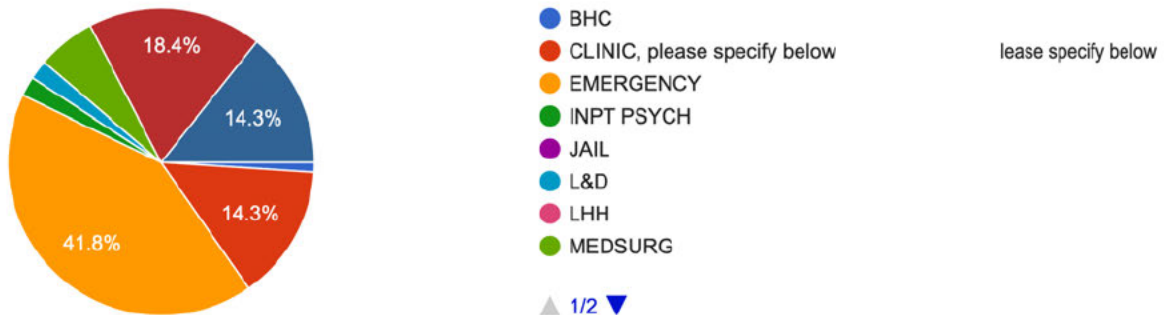 18.4%
14.3%
14.3%
41.8%
BHC
CLINIC, please specify below lease specify below
EMERGENCY
INPT PSYCH
JAIL
L&D
LHH
MEDSURG
1/2